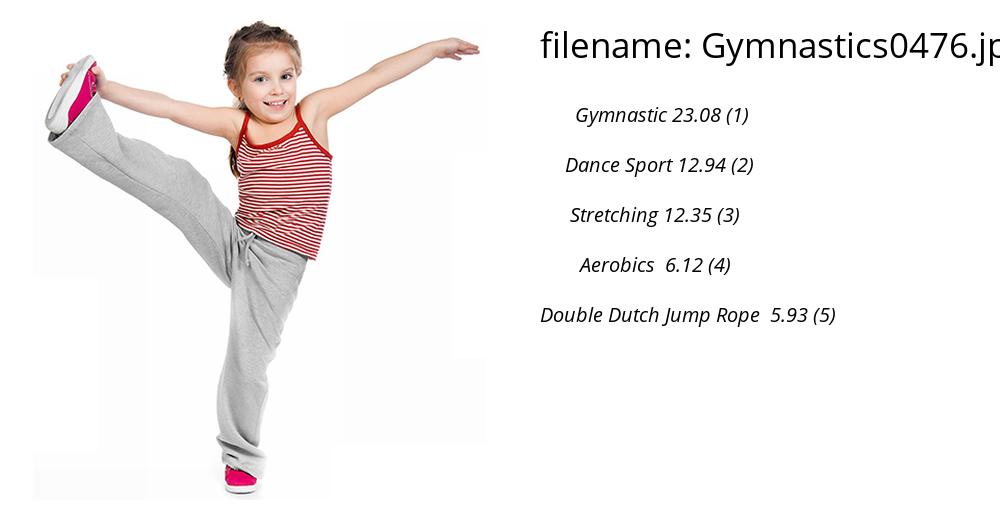 filename: Gymnastics0476.jp
Gymnastic 23.08 (1)
Dance Sport 12.94 (2)
Stretching 12.35 (3)
Aerobics 6.12 (4)
Double Dutch Jump Rope 5.93 (5)